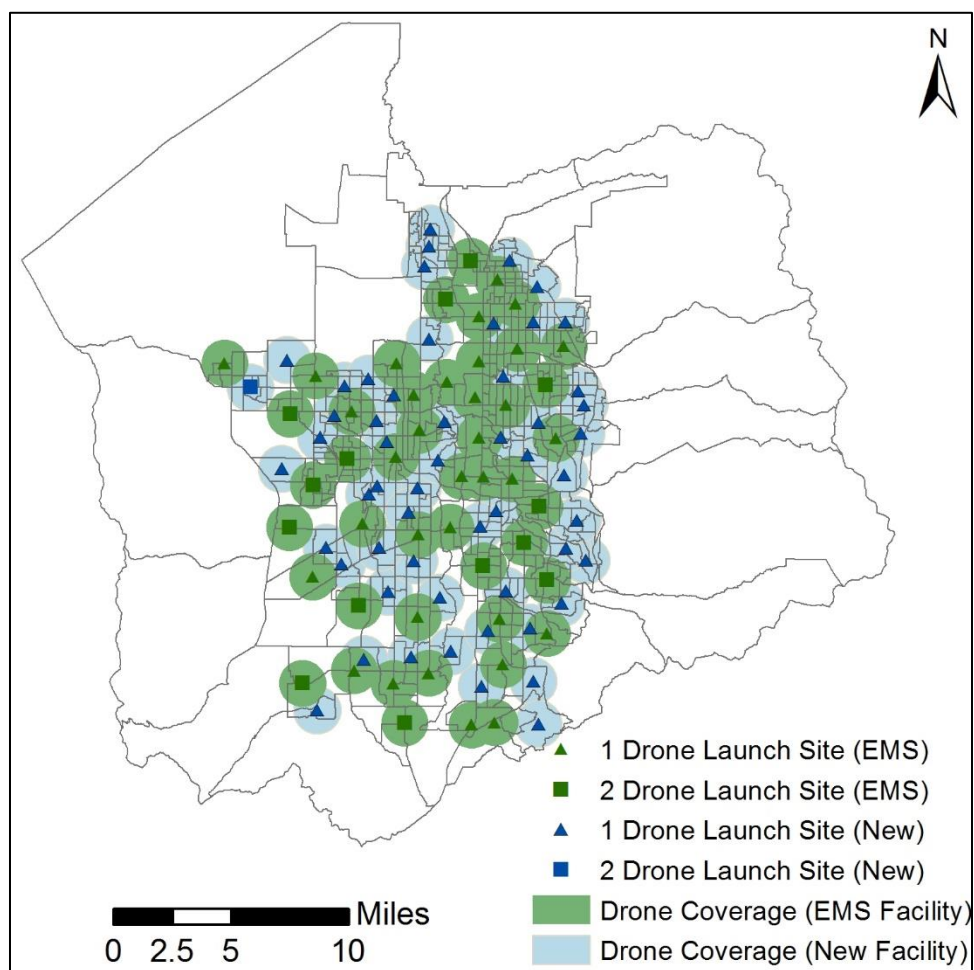 N
1 Drone Launch Site (EMS)
2 Drone Launch Site (EMS)
1 Drone Launch Site (New)
2 Drone Launch Site (New)
Drone Coverage (EMS Facility)
Drone Coverage (New Facility)
Miles
0 2.5 5 10